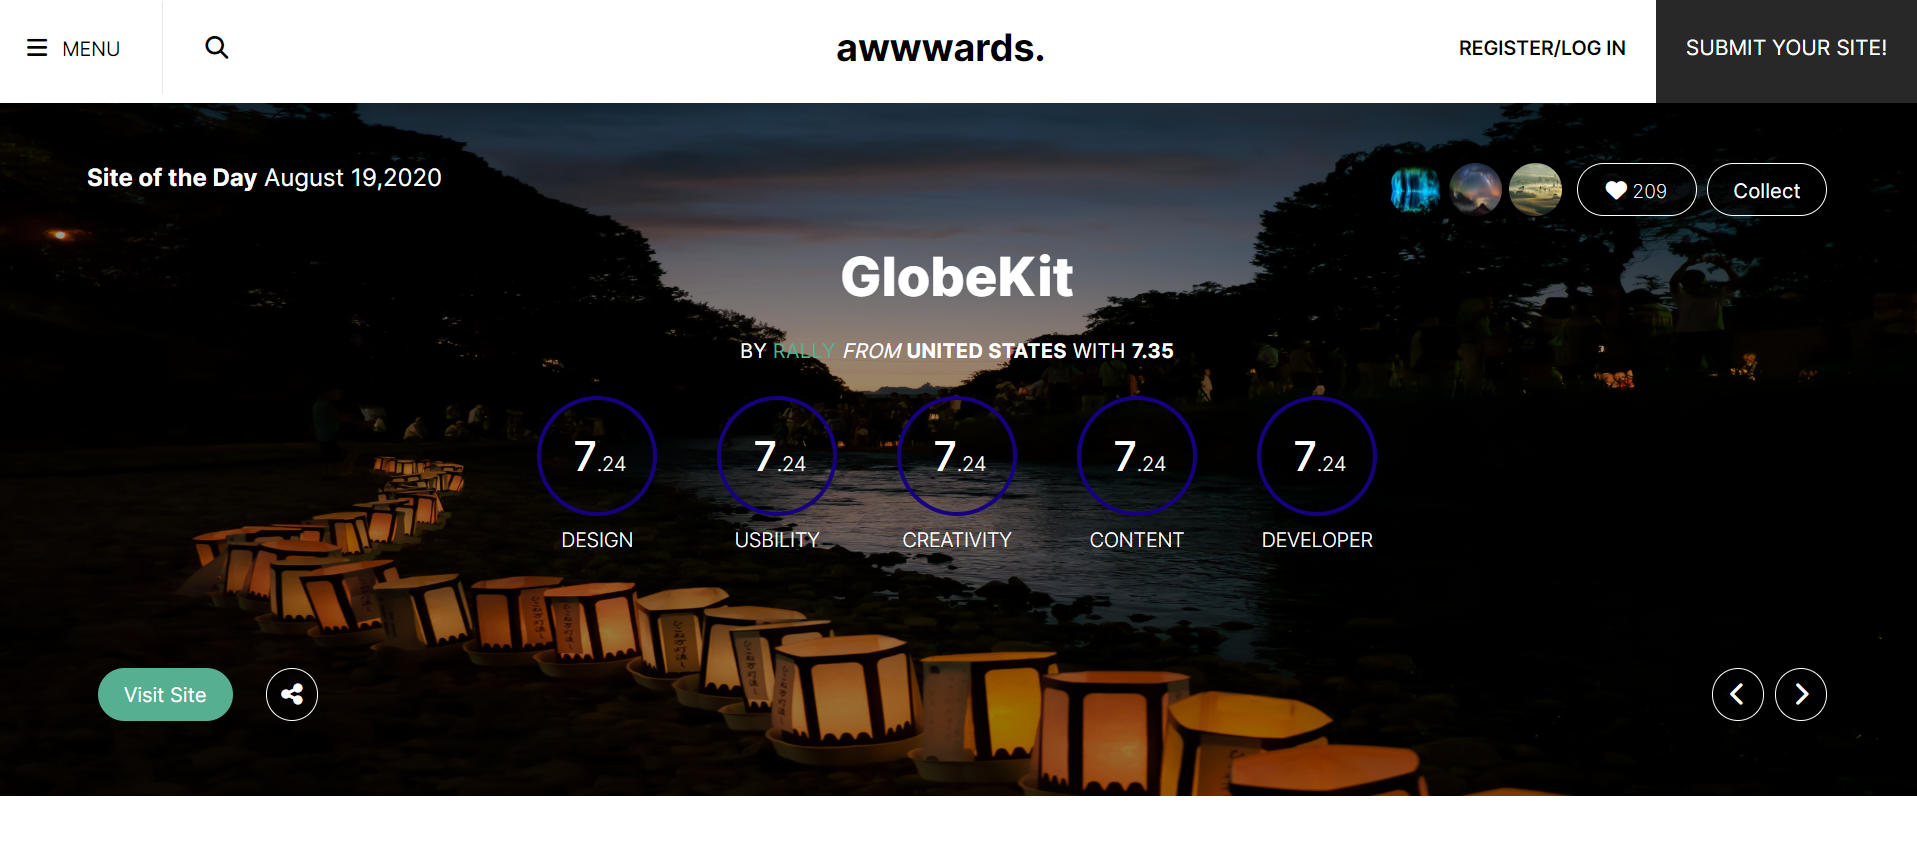 MENU
awwwards.
REGISTER/LOG IN
SUBMIT YOUR SITE!
Site of the Day August 19,2020
209
Collect
GlobeKit
BY RALLY FROM UNITED STATES WITH 7.35
7.24
7.24
7.24
7.24
7.24
DESIGN
USBILITY
CREATIVITY
CONTENT
DEVELOPER
Visit Site